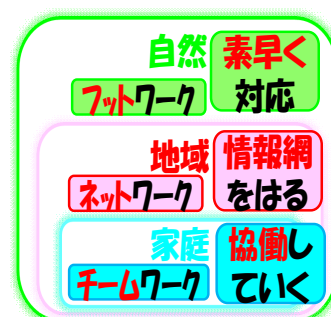 自然
フットワーク
素早く
対応
地域
ネットワーク
情報網
をはる
家庭
チームワーク
協働し
ていく